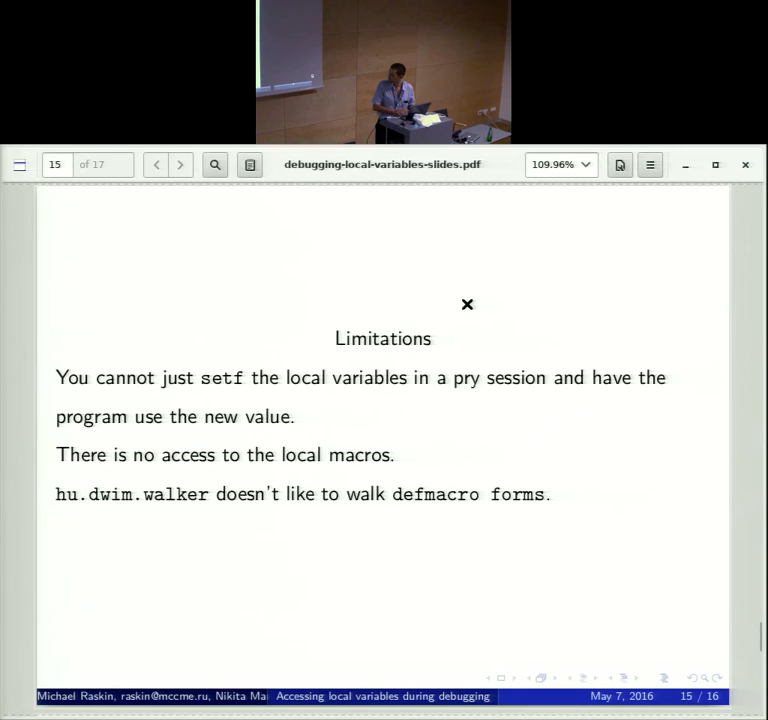 15 of 17 debugging-local-variables-slides.pdf 109.96%
Limitations
You cannot just setf the local variables in a pry session and have the
program use the new value.
There is no access to the local macros.
hu.dwim.walker doesn't like to walk defmacro forms.
Michael Raskin, raskin@mccme.ru, Nikita Ma Accessing local variables during debugging May 7, 2016 15 / 16